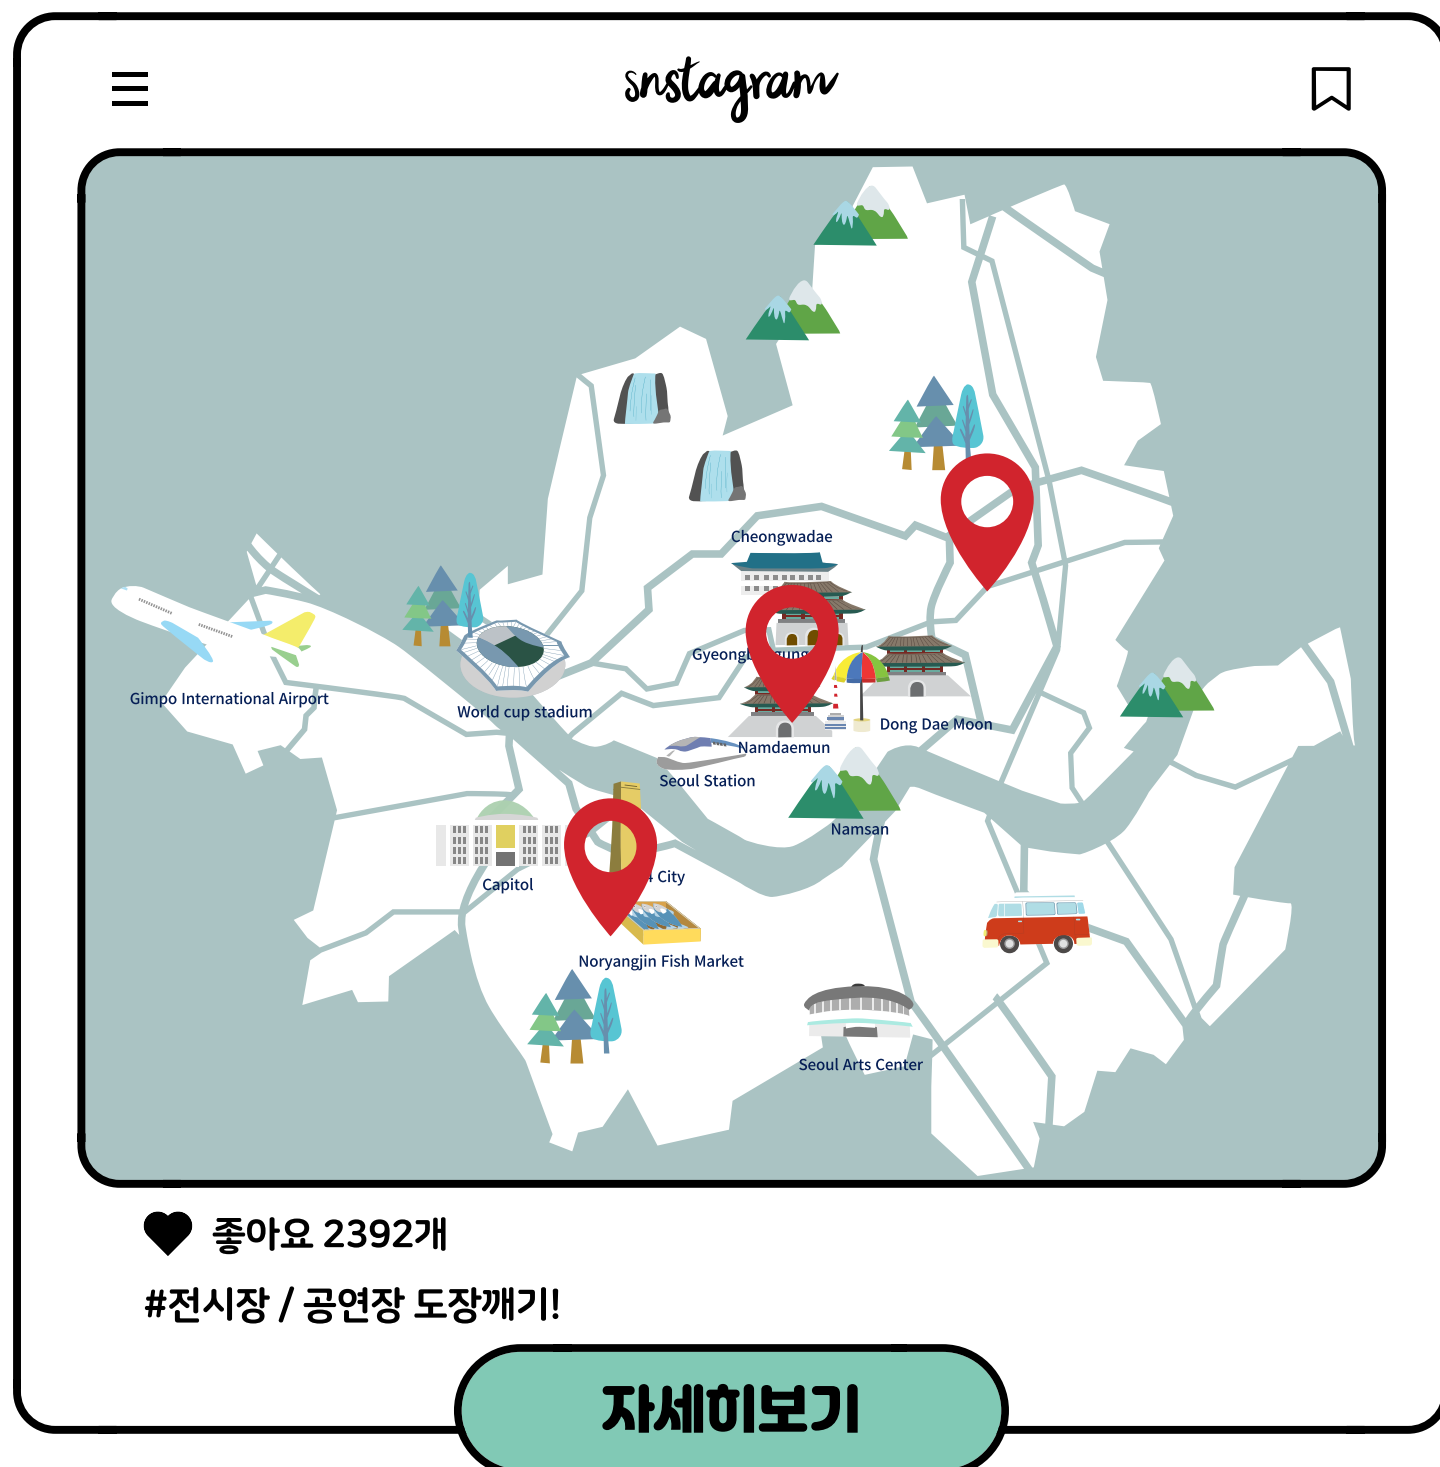 snstagram
Cheongwadae
Gimpo International Airport
World cup stadium
Dong Dae Moon
Namdaemun
Seoul Station
Namsan
Capitol
City
Noryangjin Fish Market
Seoul Arts Center
좋아요 2392개
#전시장 / 공연장 도장깨기!
자세히보기